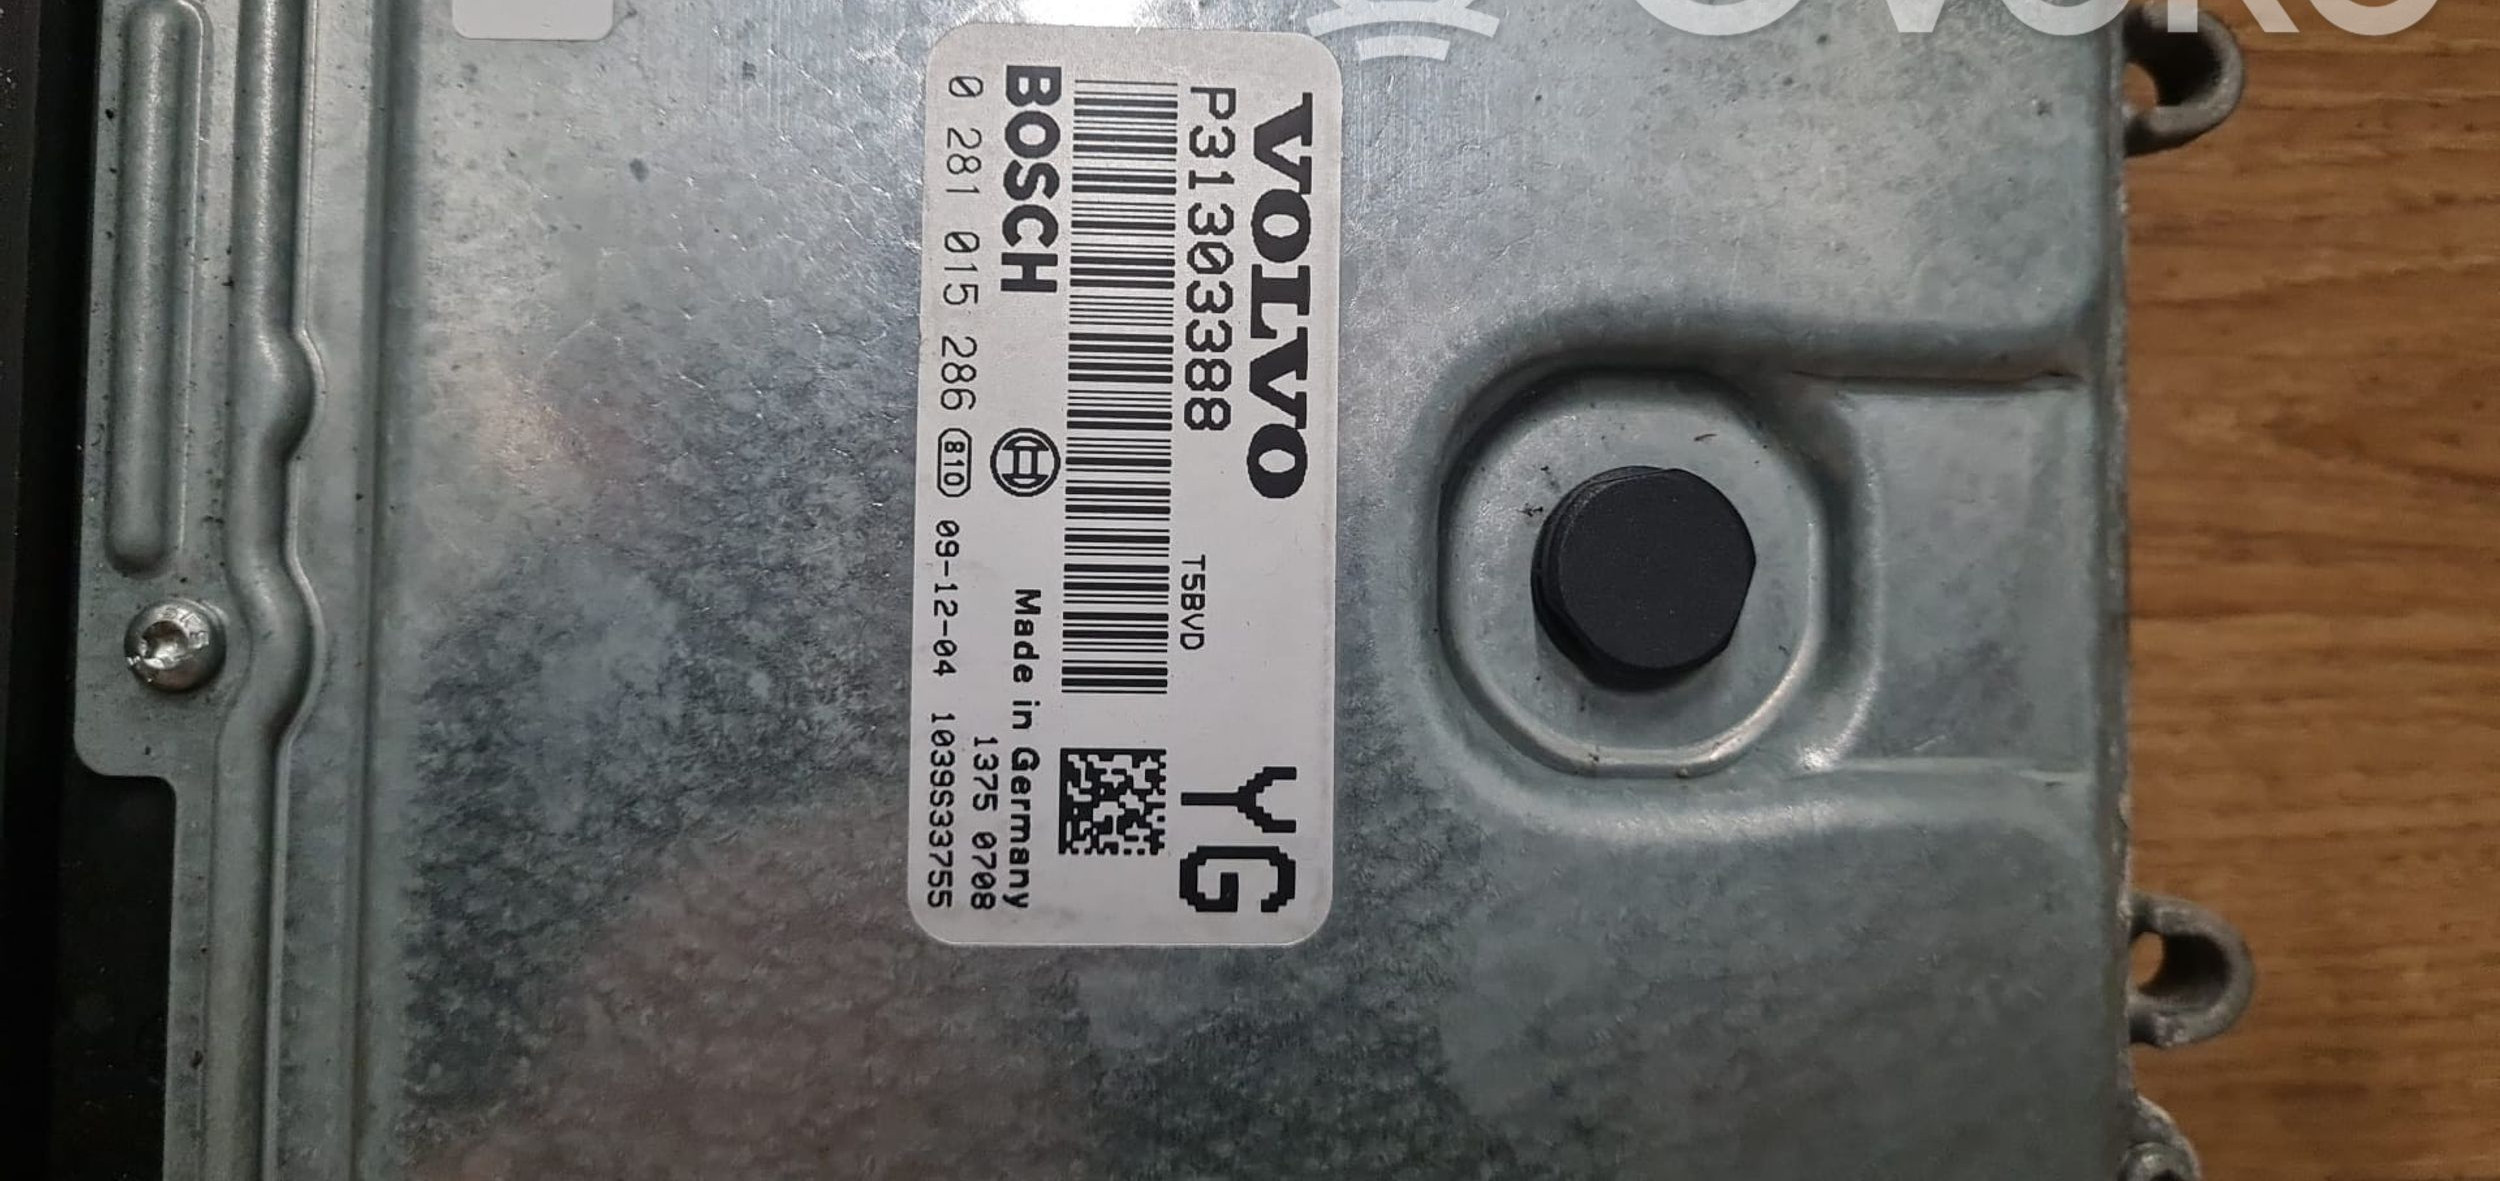 VOLVO
P31303388
T5BVD
YG
BOSCH
Made in Germany
1375 0708
0 281 015 286 810 09-12-04 1039S33755